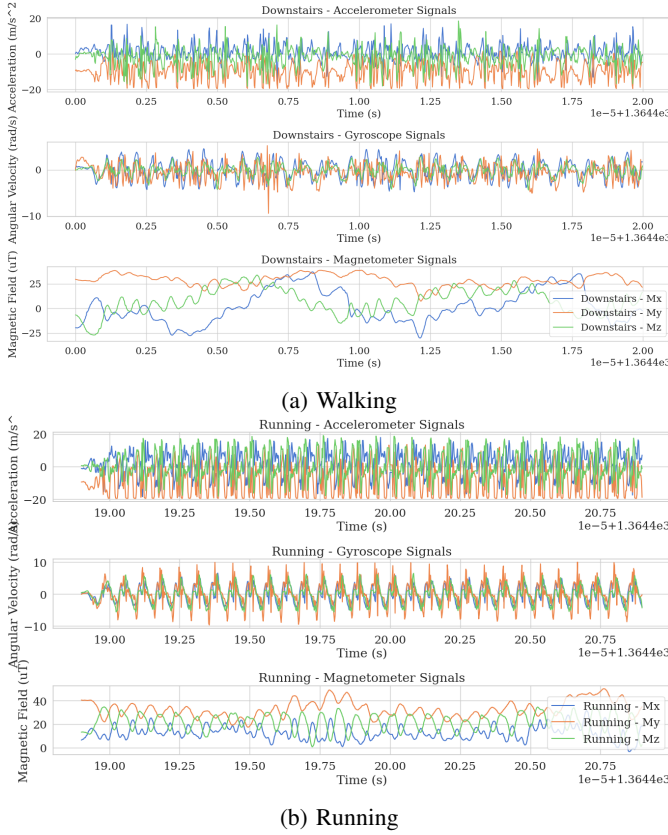 Downstairs - Accelerometer Signals
Acceleration (m/s^2
20
0
−20
0.00 0.25 0.50 0.75 1.00 1.25 1.50 1.75 2.00
Time (s)
1e-5+1.3644e3
Downstairs - Gyroscope Signals
Angular Velocity (rad/s)
0
−10
0.00 0.25 0.50 0.75 1.00 1.25 1.50 1.75 2.00
Time (s)
1e-5+1.3644e3
Downstairs - Magnetometer Signals
Magnetic Field (uT)
25
0
−25
Downstairs - Mx
Downstairs - My
Downstairs - Mz
0.00 0.25 0.50 0.75 1.00 1.25 1.50 1.75 2.00
Time (s)
1e-5+1.3644e3
(a) Walking
Running - Accelerometer Signals
Acceleration (m/s^
20
0
−20
19.00 19.25 19.50 19.75 20.00 20.25 20.50 20.75
Time (s)
1e-5+1.3644e3
Running - Gyroscope Signals
Angular Velocity (rad/
10
0
−10
19.00 19.25 19.50 19.75 20.00 20.25 20.50 20.75
Time (s)
1e-5+1.3644e3
Running - Magnetometer Signals
Magnetic Field (uT)
40
20
0
Running - Mx
Running - My
Running - Mz
19.00 19.25 19.50 19.75 20.00 20.25 20.50 20.75
Time (s)
1e-5+1.3644e3
(b) Running